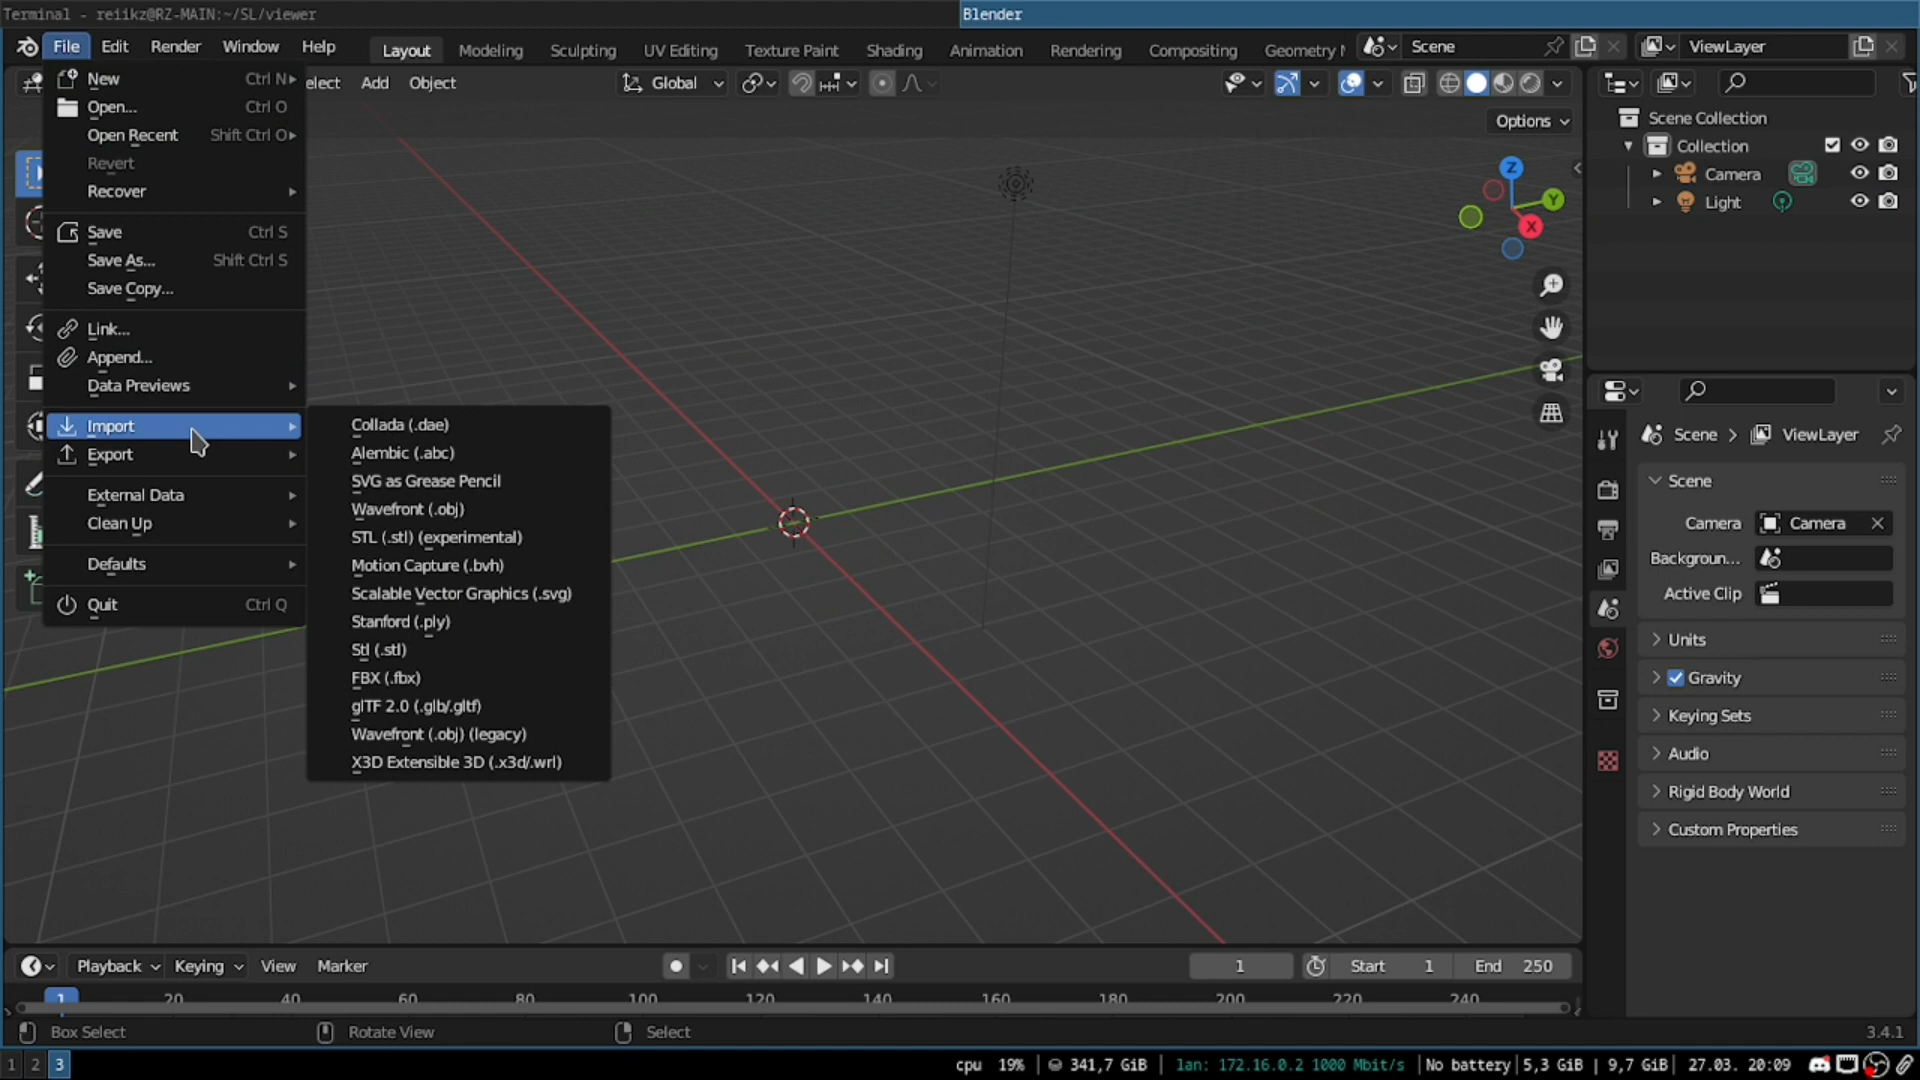 Terminal - reiikz@RZ-MAIN:~/SL/viewer
Blender
File Edit Render Window Help
Layout Modeling Sculpting UV Editing Texture Paint Shading Animation Rendering Compositing Geometry N
Scene
ViewLayer
elect Add Object
Global
Options
New Ctrl N
Open... Ctrl O
Open Recent Shift Ctrl O
Revert
Recover
Save Ctrl S
Save As... Shift Ctrl S
Save Copy...
Link...
Append...
Data Previews
Import
Export
External Data
Clean Up
Defaults
Quit Ctrl Q
Collada (.dae)
Alembic (.abc)
SVG as Grease Pencil
Wavefront (.obj)
STL (.stl) (experimental)
Motion Capture (.bvh)
Scalable Vector Graphics (.svg)
Stanford (.ply)
Stl (.stl)
FBX (.fbx)
glTF 2.0 (.glb/.gltf)
Wavefront (.obj) (legacy)
X3D Extensible 3D (.x3d/.wrl)
Z
Y
X
Scene Collection
Collection
Camera
Light
Scene > ViewLayer
Scene
Camera Camera
Backgroun...
Active Clip
Units
Gravity
Keying Sets
Audio
Rigid Body World
Custom Properties
Playback Keying View Marker
1 Start 1 End 250
1 20 40 60 80 100 120 140 160 180 200 220 240
Box Select Rotate View Select 3.4.1
1 2 3
cpu 19% | 341,7 GiB | lan: 172.16.0.2 1000 Mbit/s |No battery|5,3 GiB | 9,7 GiB| 27.03. 20:09